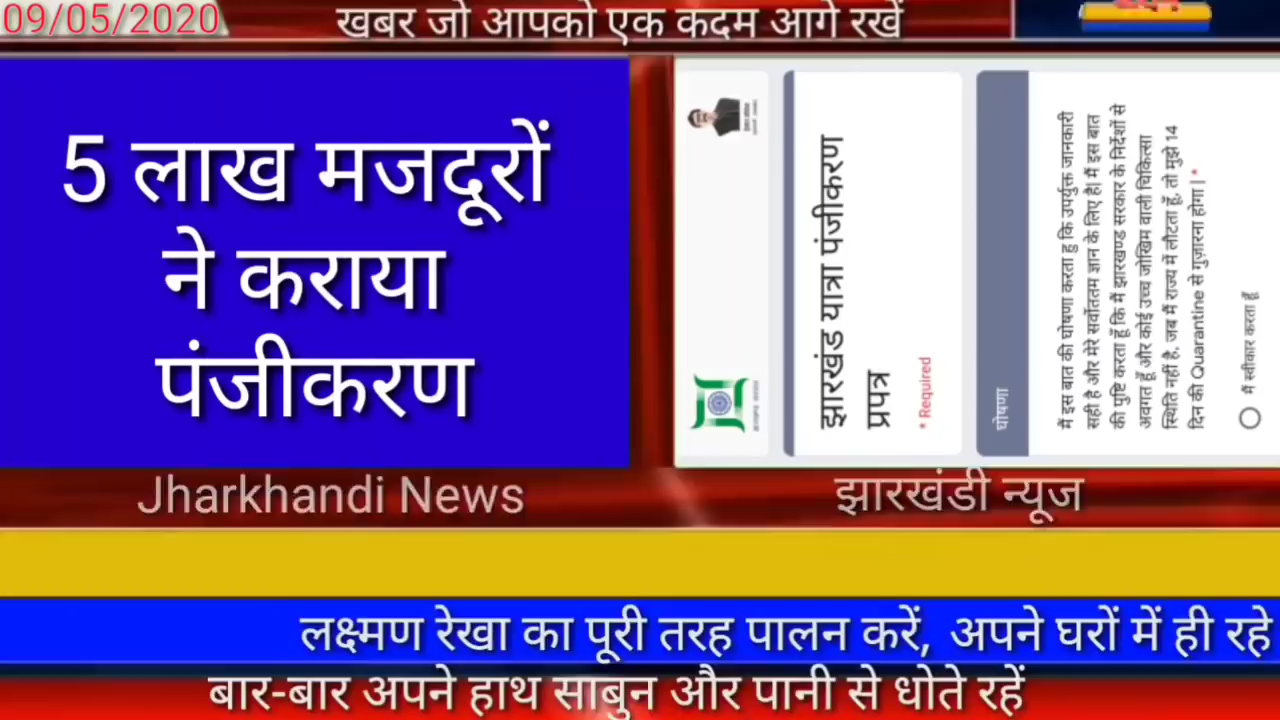 09/05/2020
खबर जो आपको एक कदम आगे रखें
5 लाख मजदूरों
ने कराया
पंजीकरण
झारखंड यात्रा पंजीकरण
प्रपत्र
* Required
घोषणा
मैं इस बात की घोषणा करता हू कि उपर्युक्त जानकारी
सही है और मेरे सर्वोततम ज्ञान के लिए है| मैं इस बात
की पुष्टि करता हूँ कि मैं झारखण्ड सरकार के निर्देशों से
अवगत हूँ और कोई उच्च जोखिम वाली चिकित्सा
स्थिति नहीं है. जब मैं राज्य में लौटता हूँ, तो मुझे 14
दिन की Quarantine से गुज़ारना होगा | *
मैं स्वीकार करता हूँ
Jharkhandi News
झारखंडी न्यूज
लक्ष्मण रेखा का पूरी तरह पालन करें, अपने घरों में ही रहे
बार-बार अपने हाथ साबुन और पानी से धोते रहें